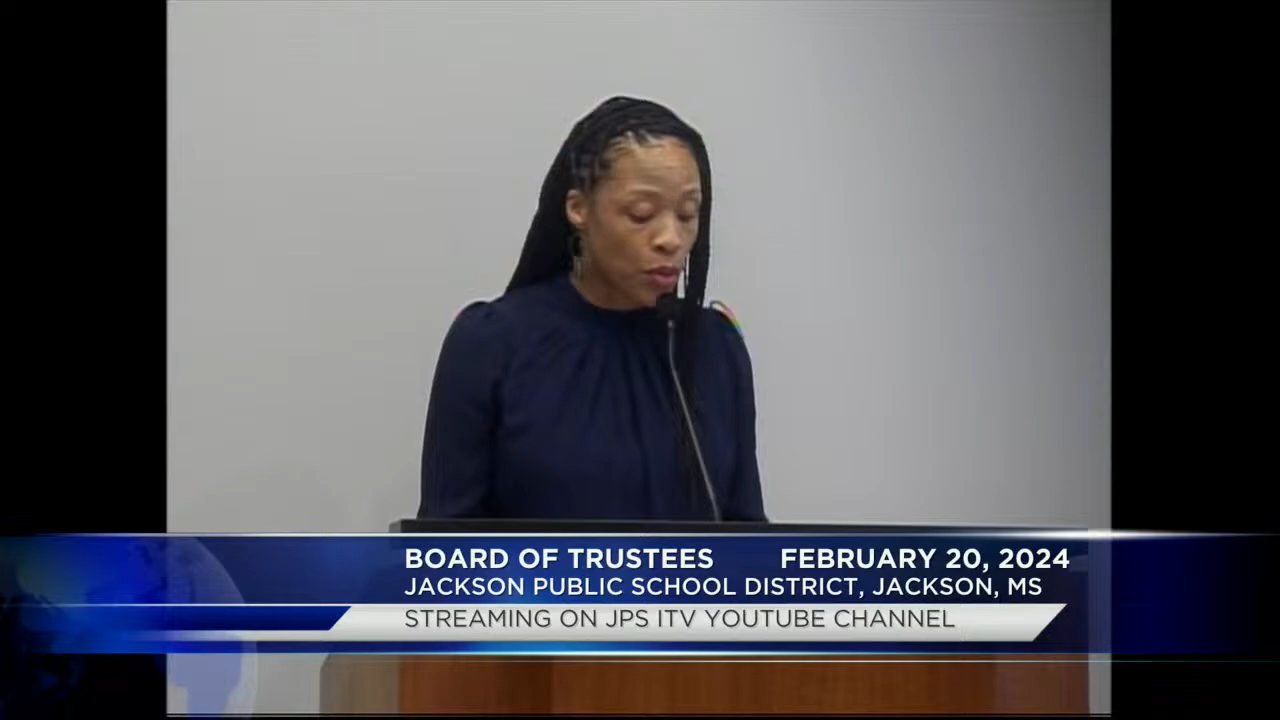 BOARD OF TRUSTEES FEBRUARY 20, 2024
JACKSON PUBLIC SCHOOL DISTRICT, JACKSON, MS
STREAMING ON JPS ITV YOUTUBE CHANNEL